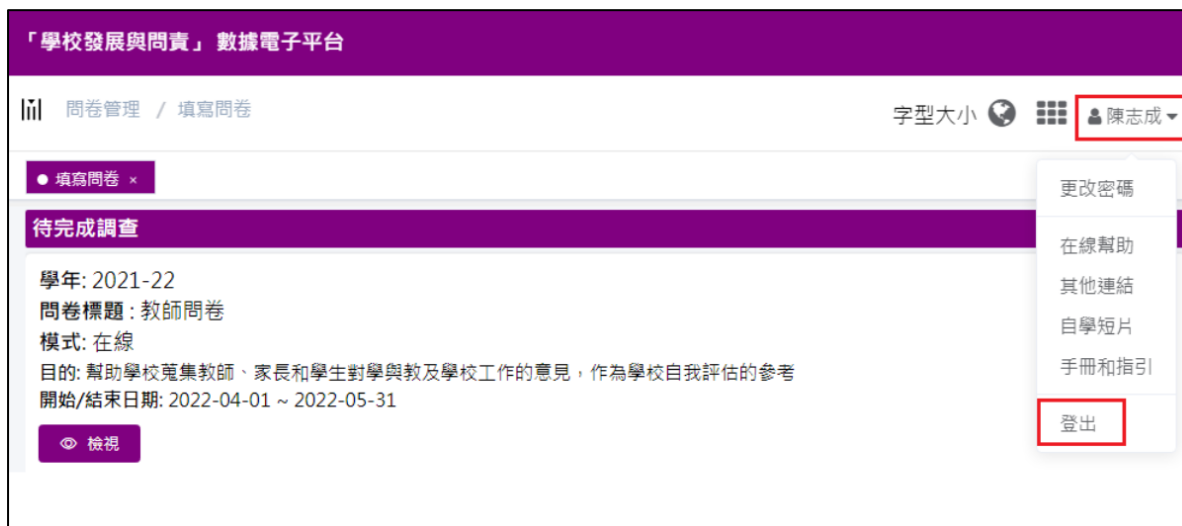 「學校發展與問責」 數據電子平台
問卷管理 / 填寫問卷
字型大小
陳志成
填寫問卷 ×
待完成調查
學年: 2021-22
問卷標題 : 教師問卷
模式: 在線
目的: 幫助學校蒐集教師、家長和學生對學與教及學校工作的意見，作為學校自我評估的參考
開始/結束日期: 2022-04-01 ~ 2022-05-31
檢視
更改密碼
在線幫助
其他連結
自學短片
手冊和指引
登出